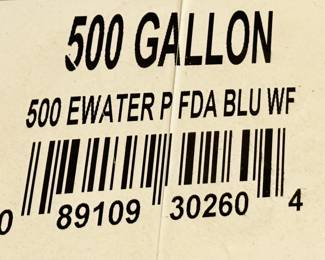 500 GALLON
500 EWATER P FDA BLU WF
0 89109 30260 4